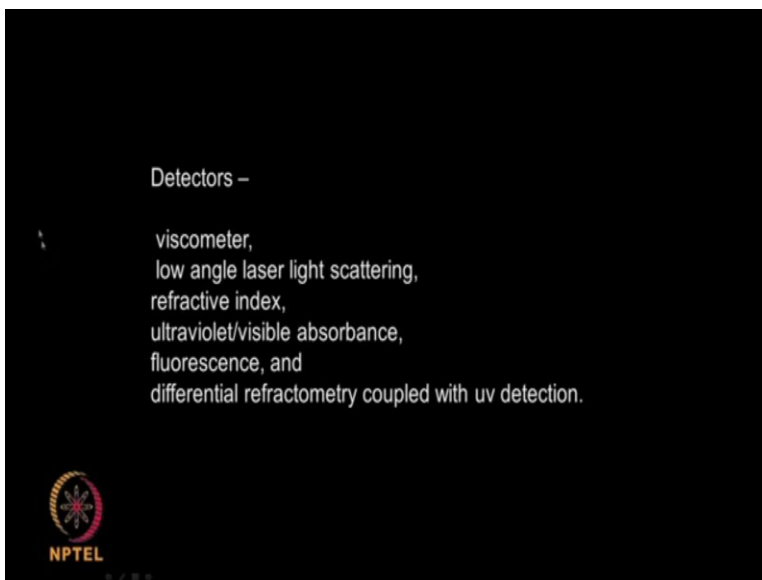 Detectors –
viscometer,
low angle laser light scattering,
refractive index,
ultraviolet/visible absorbance,
fluorescence, and
differential refractometry coupled with uv detection.
NPTEL